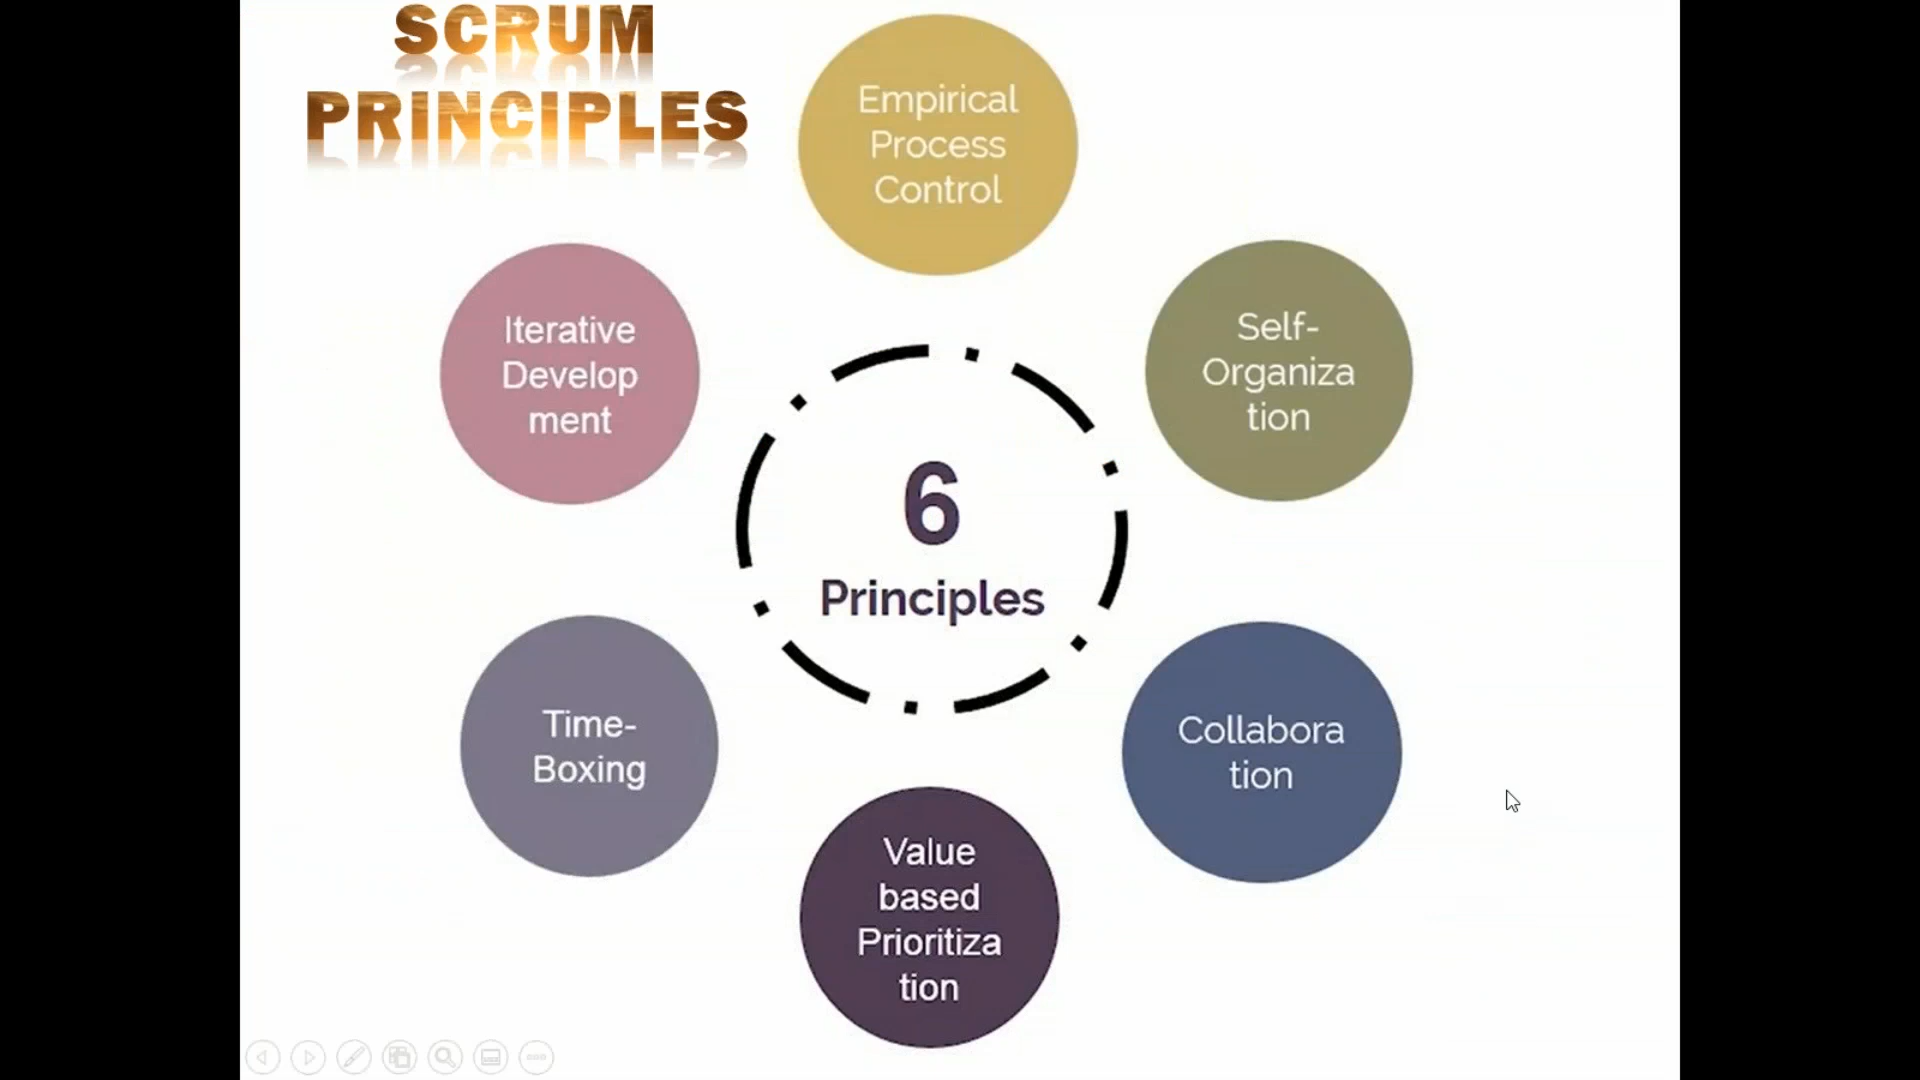 SCRUM
PRINCIPLES
Empirical
Process
Control
Self-
Organiza
tion
Collabora
tion
Value
based
Prioritiza
tion
Time-
Boxing
Iterative
Develop
ment
6
Principles